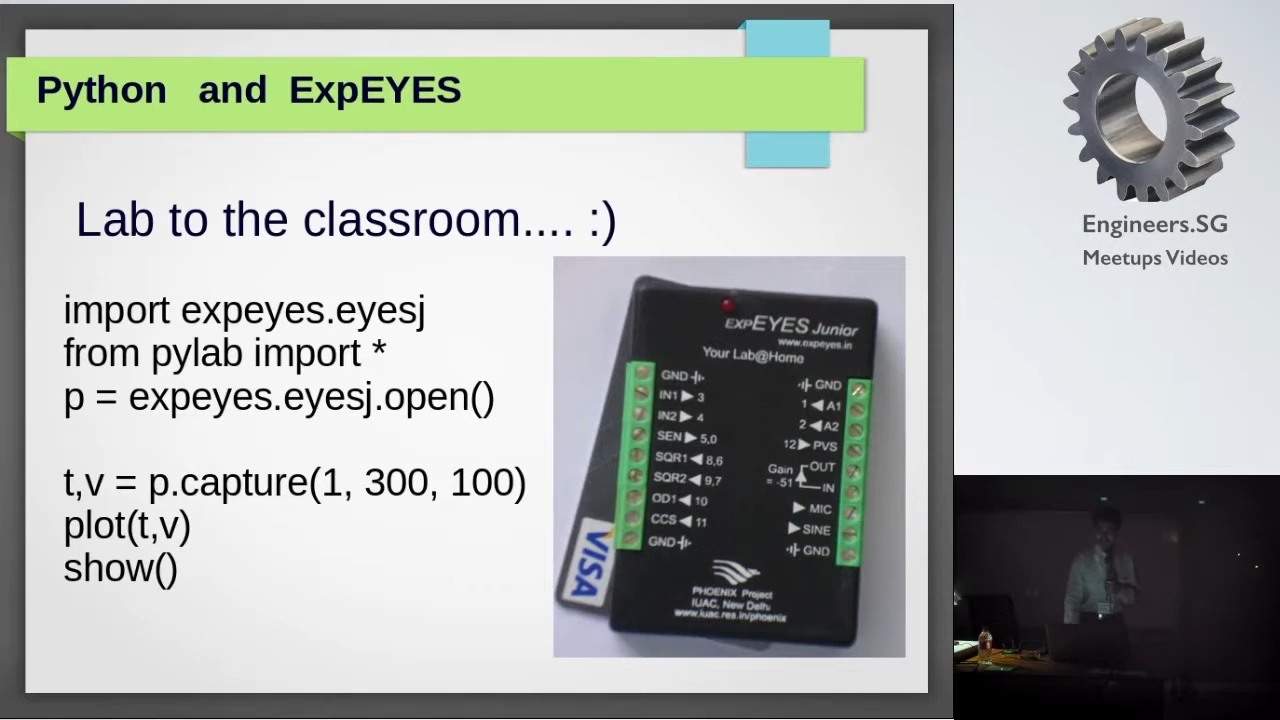 Python and ExpEYES
Lab to the classroom.... :)
import expeyes.eyesj
from pylab import *
p = expeyes.eyesj.open()
t,v = p.capture(1, 300, 100)
plot(t,v)
show()
EXPEYES Junior
www.expeyes.in
Your Lab@Home
GND
IN1 3
IN2 4
SEN 5,0
SQR1 8,6
SQR2 9,7
OD1 10
CCS 11
GND
GND
1 A1
2 A2
12 PVS
OUT
Gain
= -51
IN
MIC
SINE
GND
VISA
PHOENIX Project
IUAC, New Delhi
www.iuac.res.in/phoenix
Engineers.SG
Meetups Videos